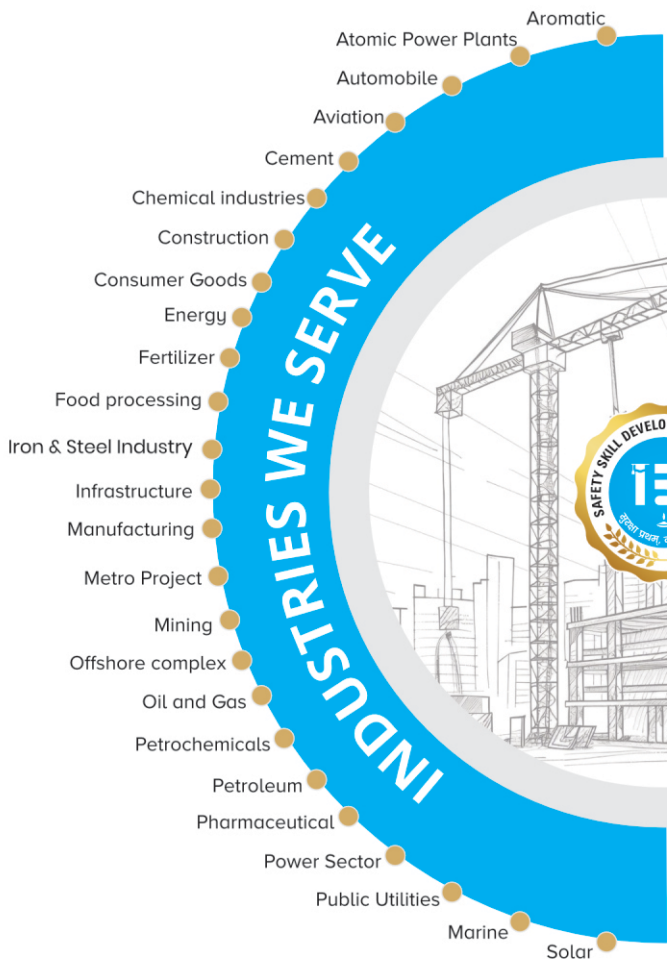 Aromatic
Atomic Power Plants
Automobile
Aviation
Cement
Chemical industries
Construction
Consumer Goods
Energy
Fertilizer
Food processing
Iron & Steel Industry
Infrastructure
Manufacturing
Metro Project
Mining
Offshore complex
Oil and Gas
Petrochemicals
Petroleum
Pharmaceutical
Power Sector
Public Utilities
Marine
Solar
INDUSTRIES WE SERVE
SAFETY SKILL
सुरक्षा प्रथम,